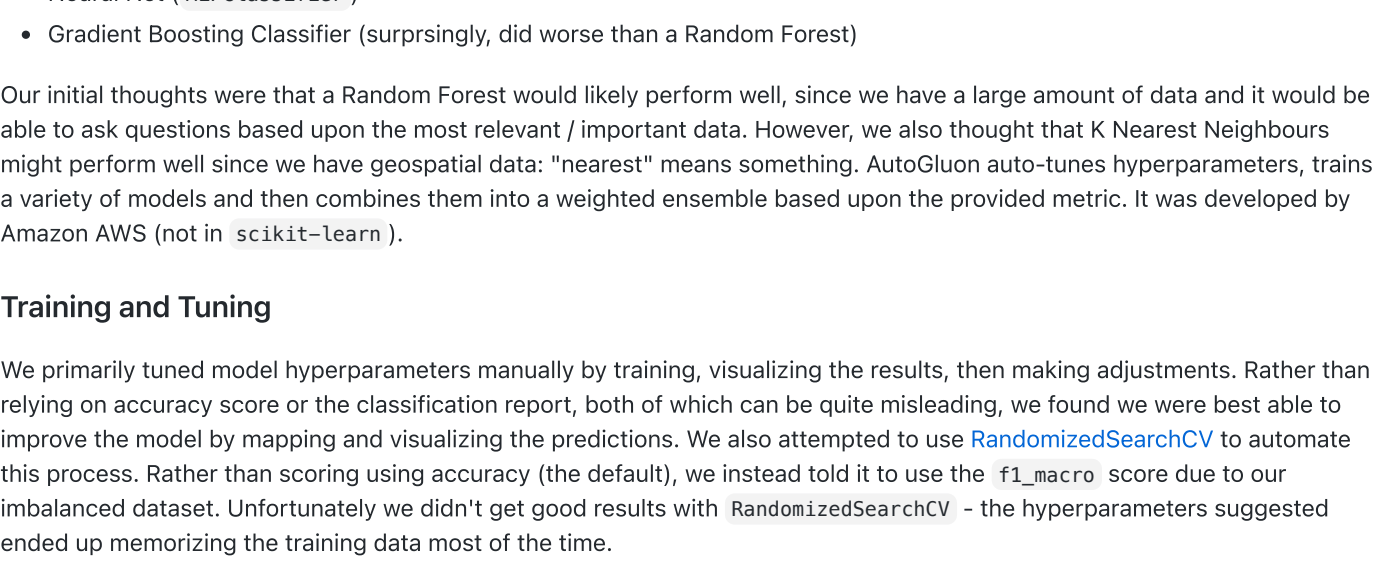 Gradient Boosting Classifier (surprsingly, did worse than a Random Forest)
Our initial thoughts were that a Random Forest would likely perform well, since we have a large amount of data and it would be
able to ask questions based upon the most relevant / important data. However, we also thought that K Nearest Neighbours
might perform well since we have geospatial data: "nearest" means something. AutoGluon auto-tunes hyperparameters, trains
a variety of models and then combines them into a weighted ensemble based upon the provided metric. It was developed by
Amazon AWS (not in scikit-learn).
Training and Tuning
We primarily tuned model hyperparameters manually by training, visualizing the results, then making adjustments. Rather than
relying on accuracy score or the classification report, both of which can be quite misleading, we found we were best able to
improve the model by mapping and visualizing the predictions. We also attempted to use RandomizedSearchCV to automate
this process. Rather than scoring using accuracy (the default), we instead told it to use the f1_macro score due to our
imbalanced dataset. Unfortunately we didn't get good results with RandomizedSearchCV - the hyperparameters suggested
ended up memorizing the training data most of the time.